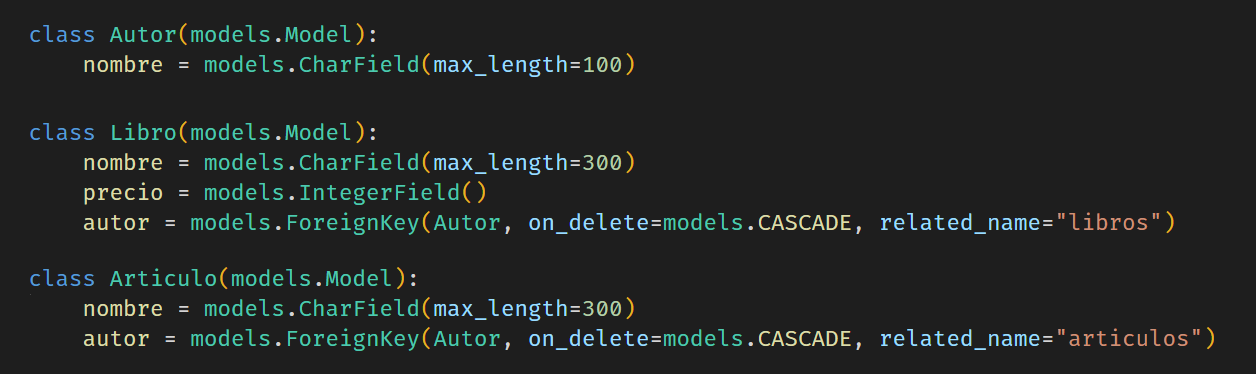 class Autor(models.Model):
    nombre = models.CharField(max_length=100)
class Libro(models.Model):
    nombre = models.CharField(max_length=300)
    precio = models.IntegerField()
    autor = models.ForeignKey(Autor, on_delete=models.CASCADE, related_name="libros")
class Articulo(models.Model):
    nombre = models.CharField(max_length=300)
    autor = models.ForeignKey(Autor, on_delete=models.CASCADE, related_name="articulos")